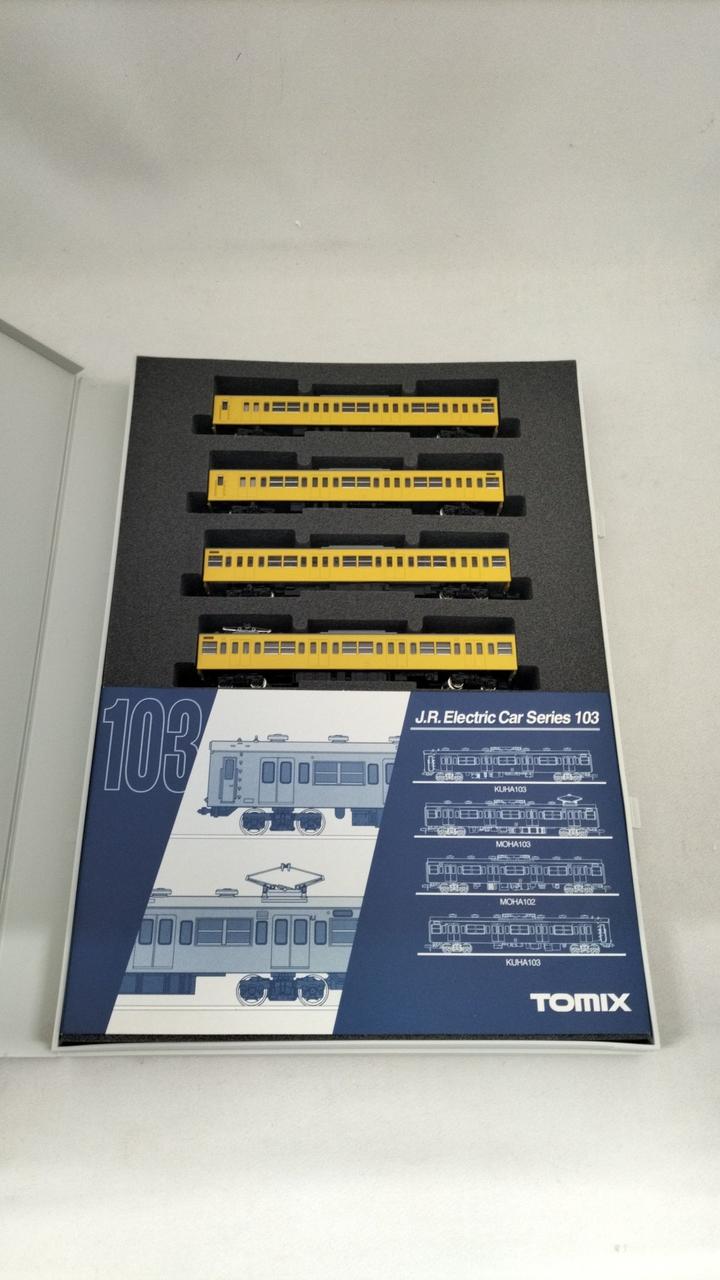 103
J.R. Electric Car Series 103
KUHA103
MOHA103
MOHA102
KUHA103
TOMIX